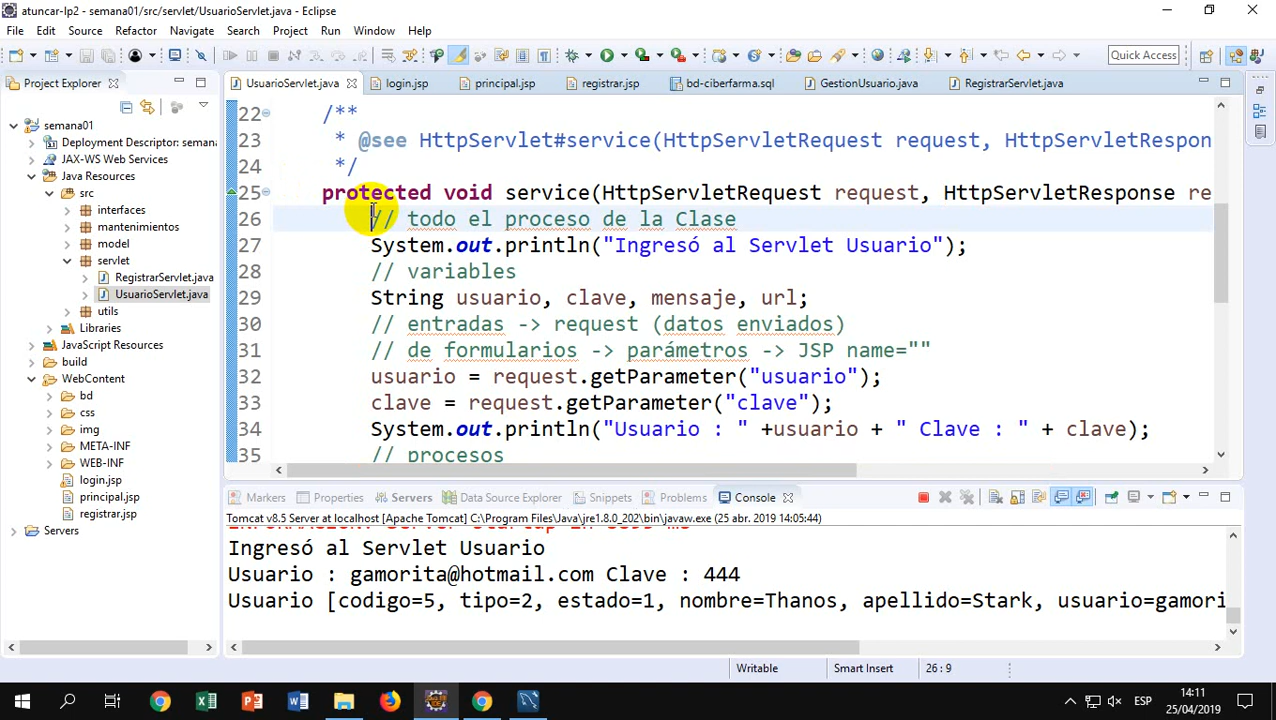 atuncar-lp2 - semana01/src/servlet/UsuarioServlet.java - Eclipse
File Edit Source Refactor Navigate Search Project Run Window Help
Quick Access
Project Explorer
UsuarioServlet.java login.jsp principal.jsp registrar.jsp bd-ciberfarma.sql GestionUsuario.java RegistrarServlet.java
semana01
Deployment Descriptor: semana
JAX-WS Web Services
Java Resources
src
interfaces
mantenimientos
model
servlet
RegistrarServlet.java
UsuarioServlet.java
utils
Libraries
JavaScript Resources
build
WebContent
bd
css
img
META-INF
WEB-INF
login.jsp
principal.jsp
registrar.jsp
Servers
22 /**
23 * @see HttpServlet#service(HttpServletRequest request, HttpServletRespon
24 */
25 protected void service(HttpServletRequest request, HttpServletResponse re
26 // todo el proceso de la Clase
27 System.out.println("Ingresó al Servlet Usuario");
28 // variables
29 String usuario, clave, mensaje, url;
30 // entradas -> request (datos enviados)
31 // de formularios -> parámetros -> JSP name=""
32 usuario = request.getParameter("usuario");
33 clave = request.getParameter("clave");
34 System.out.println("Usuario : " +usuario + " Clave : " + clave);
35 // procesos
Markers Properties Servers Data Source Explorer Snippets Problems Console
Tomcat v8.5 Server at localhost [Apache Tomcat] C:\Program Files\Java\jre1.8.0_202\bin\javaw.exe (25 abr. 2019 14:05:44)
Ingresó al Servlet Usuario
Usuario : gamorita@hotmail.com Clave : 444
Usuario [codigo=5, tipo=2, estado=1, nombre=Thanos, apellido=Stark, usuario=gamori
Writable Smart Insert 26 : 9
ESP
14:11
25/04/2019